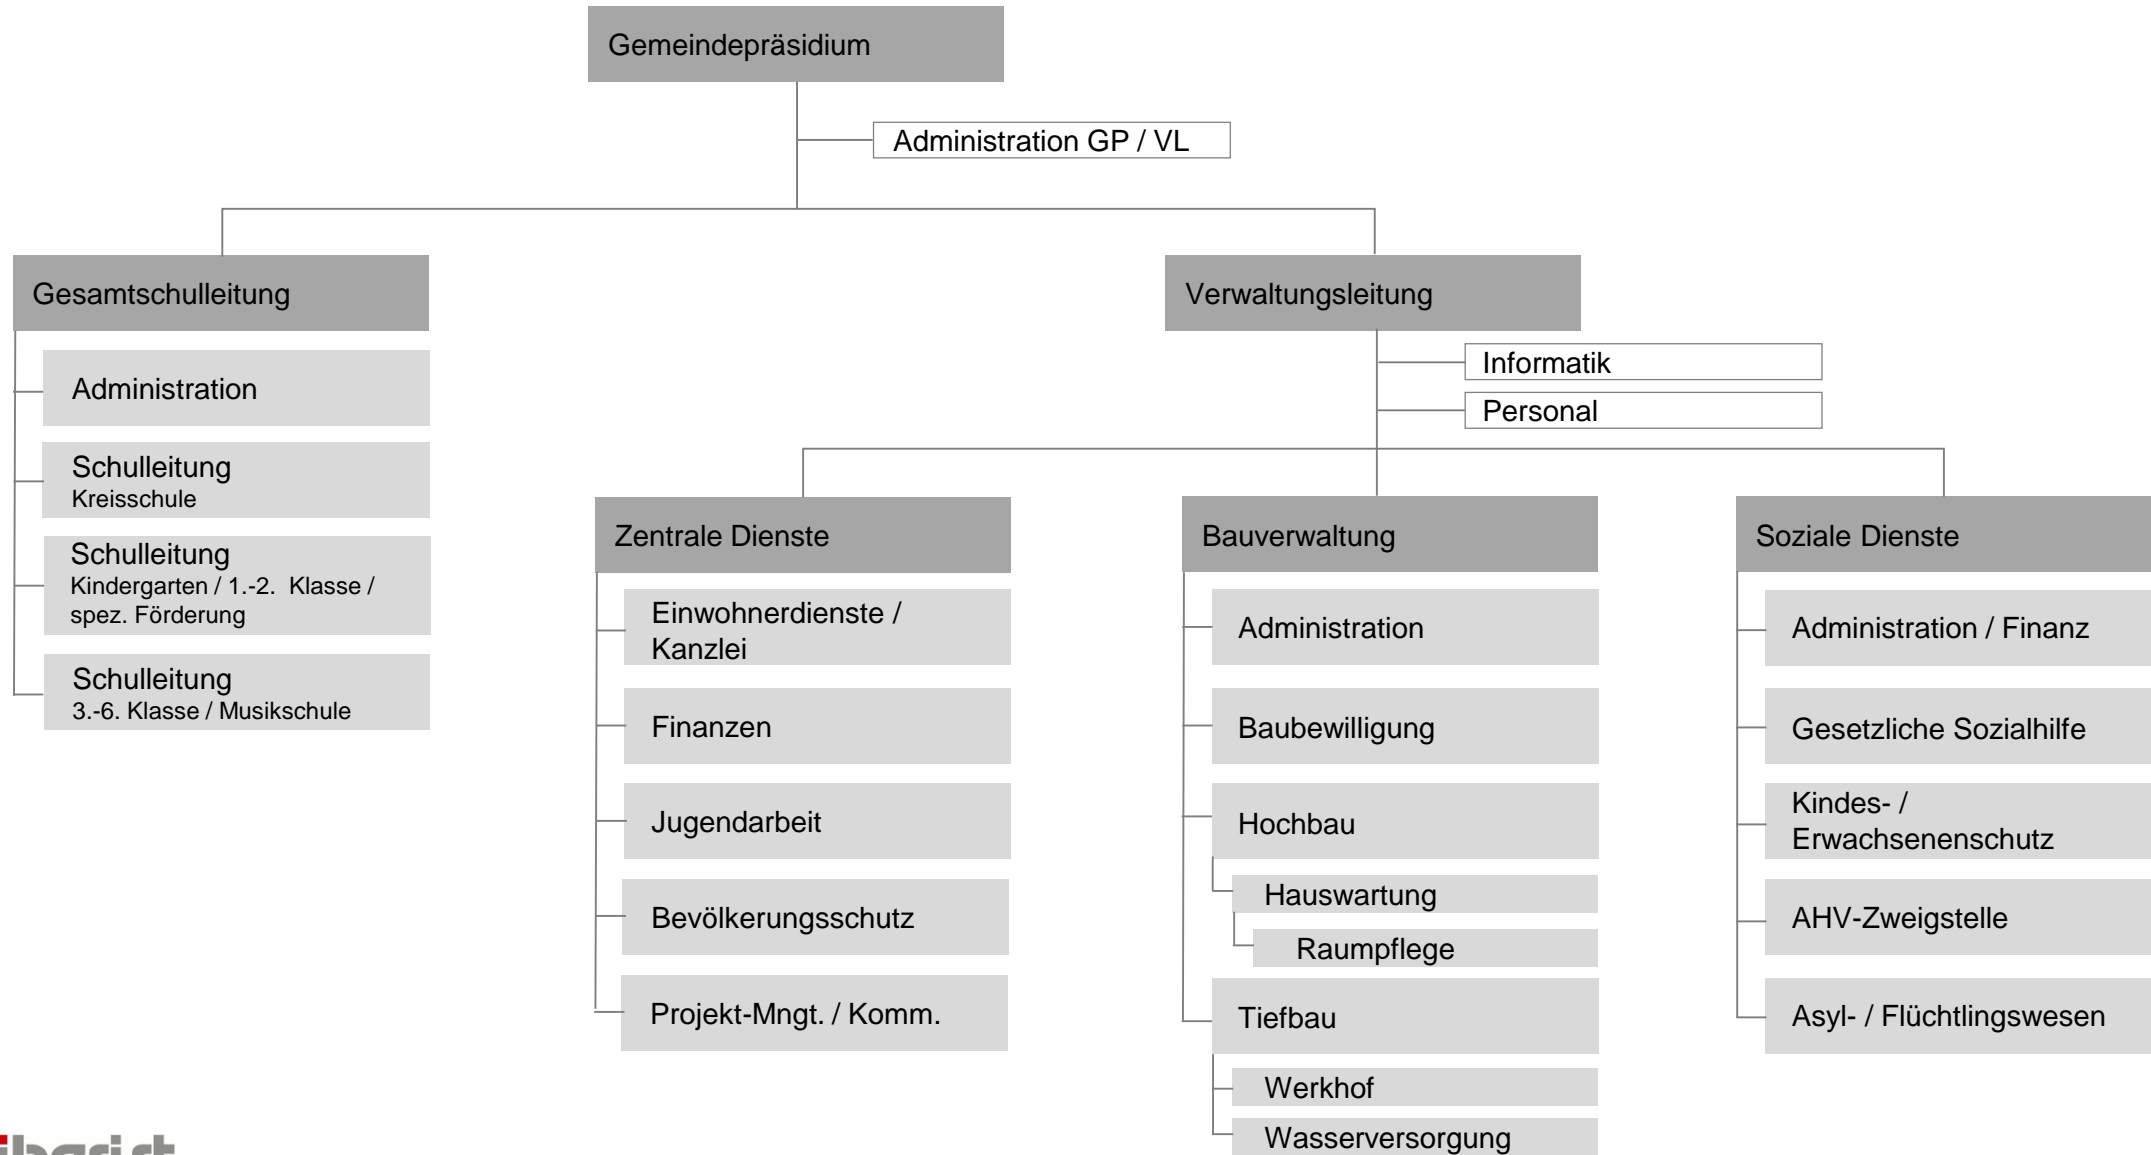 Gemeindepräsidium
Administration GP / VL
Gesamtschulleitung
Administration
Schulleitung
Kreisschule
Schulleitung
Kindergarten / 1.-2. Klasse /
spez. Förderung
Schulleitung
3.-6. Klasse / Musikschule
Verwaltungsleitung
Informatik
Personal
Zentrale Dienste
Einwohnerdienste /
Kanzlei
Finanzen
Jugendarbeit
Bevölkerungsschutz
Projekt-Mngt. / Komm.
Bauverwaltung
Administration
Baubewilligung
Hochbau
Hauswartung
Raumpflege
Tiefbau
Werkhof
Wasserversorgung
Soziale Dienste
Administration / Finanz
Gesetzliche Sozialhilfe
Kindes- /
Erwachsenenschutz
AHV-Zweigstelle
Asyl- / Flüchtlingswesen